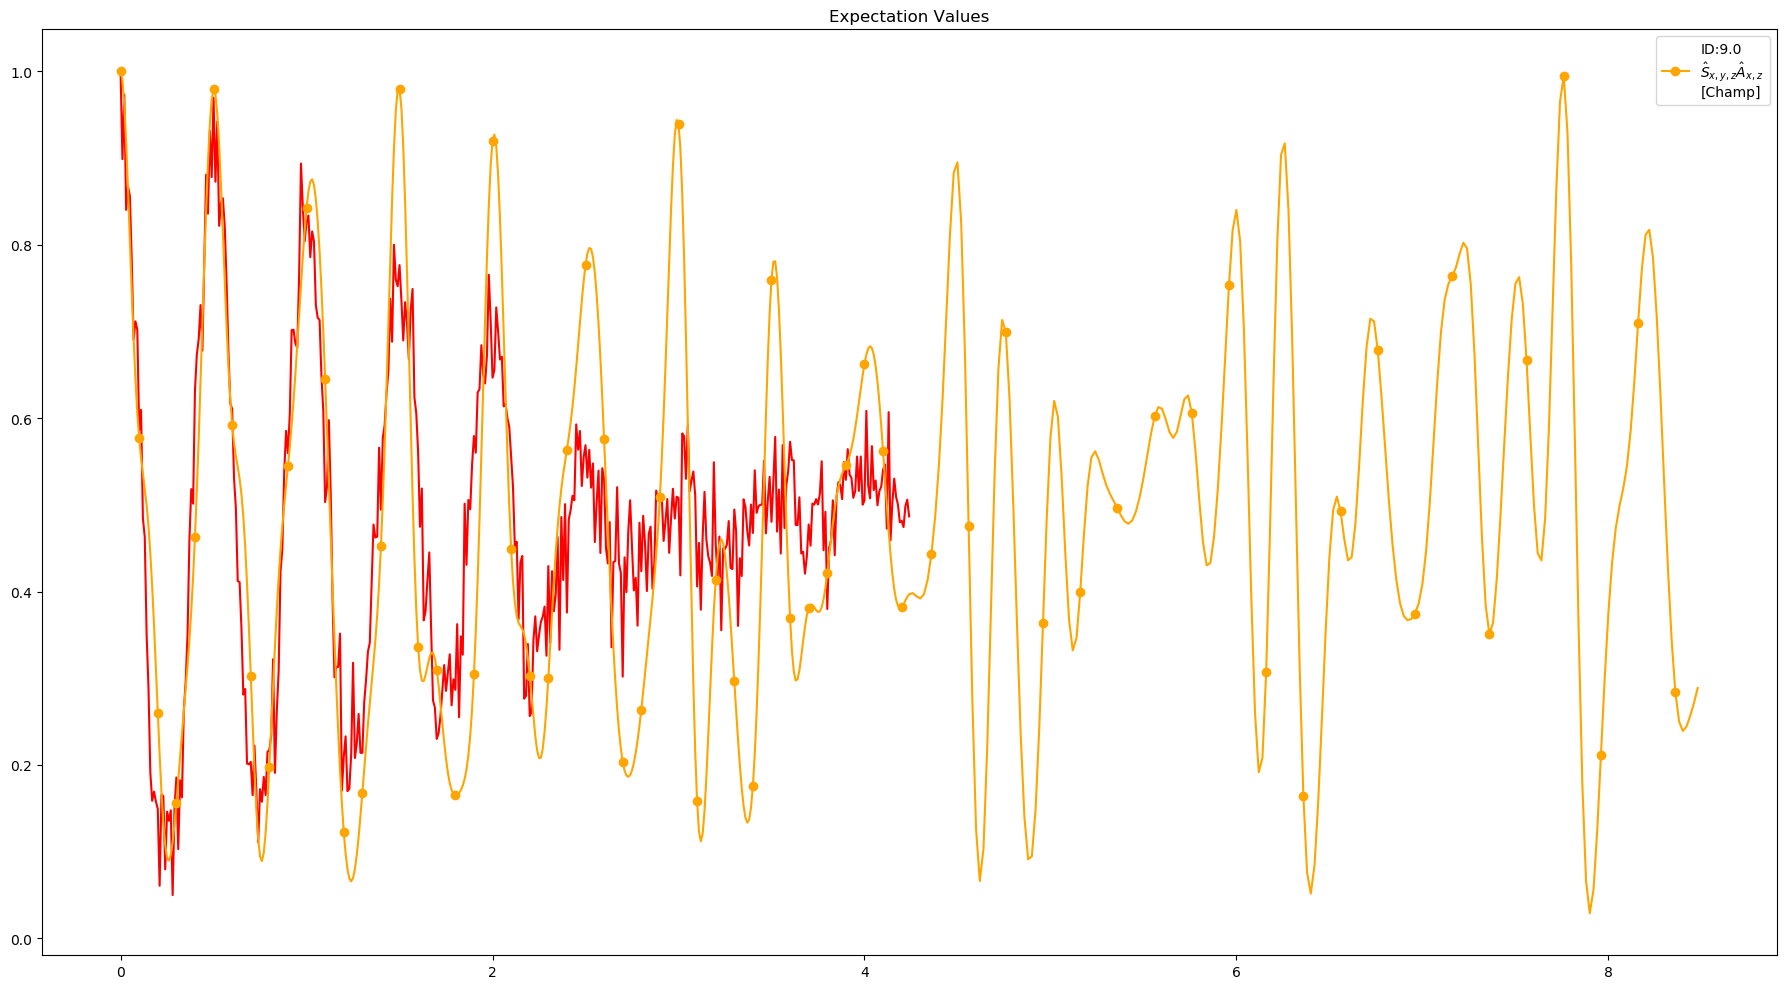 Expectation Values
ID:9.0
$\hat{S}_{x,y,z}\hat{A}_{x,z}$
[Champ]
1.0
0.8
0.6
0.4
0.2
0.0
0 2 4 6 8